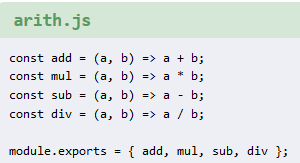 arith.js
const add = (a, b) => a + b;
const mul = (a, b) => a * b;
const sub = (a, b) => a - b;
const div = (a, b) => a / b;
module.exports = { add, mul, sub, div };